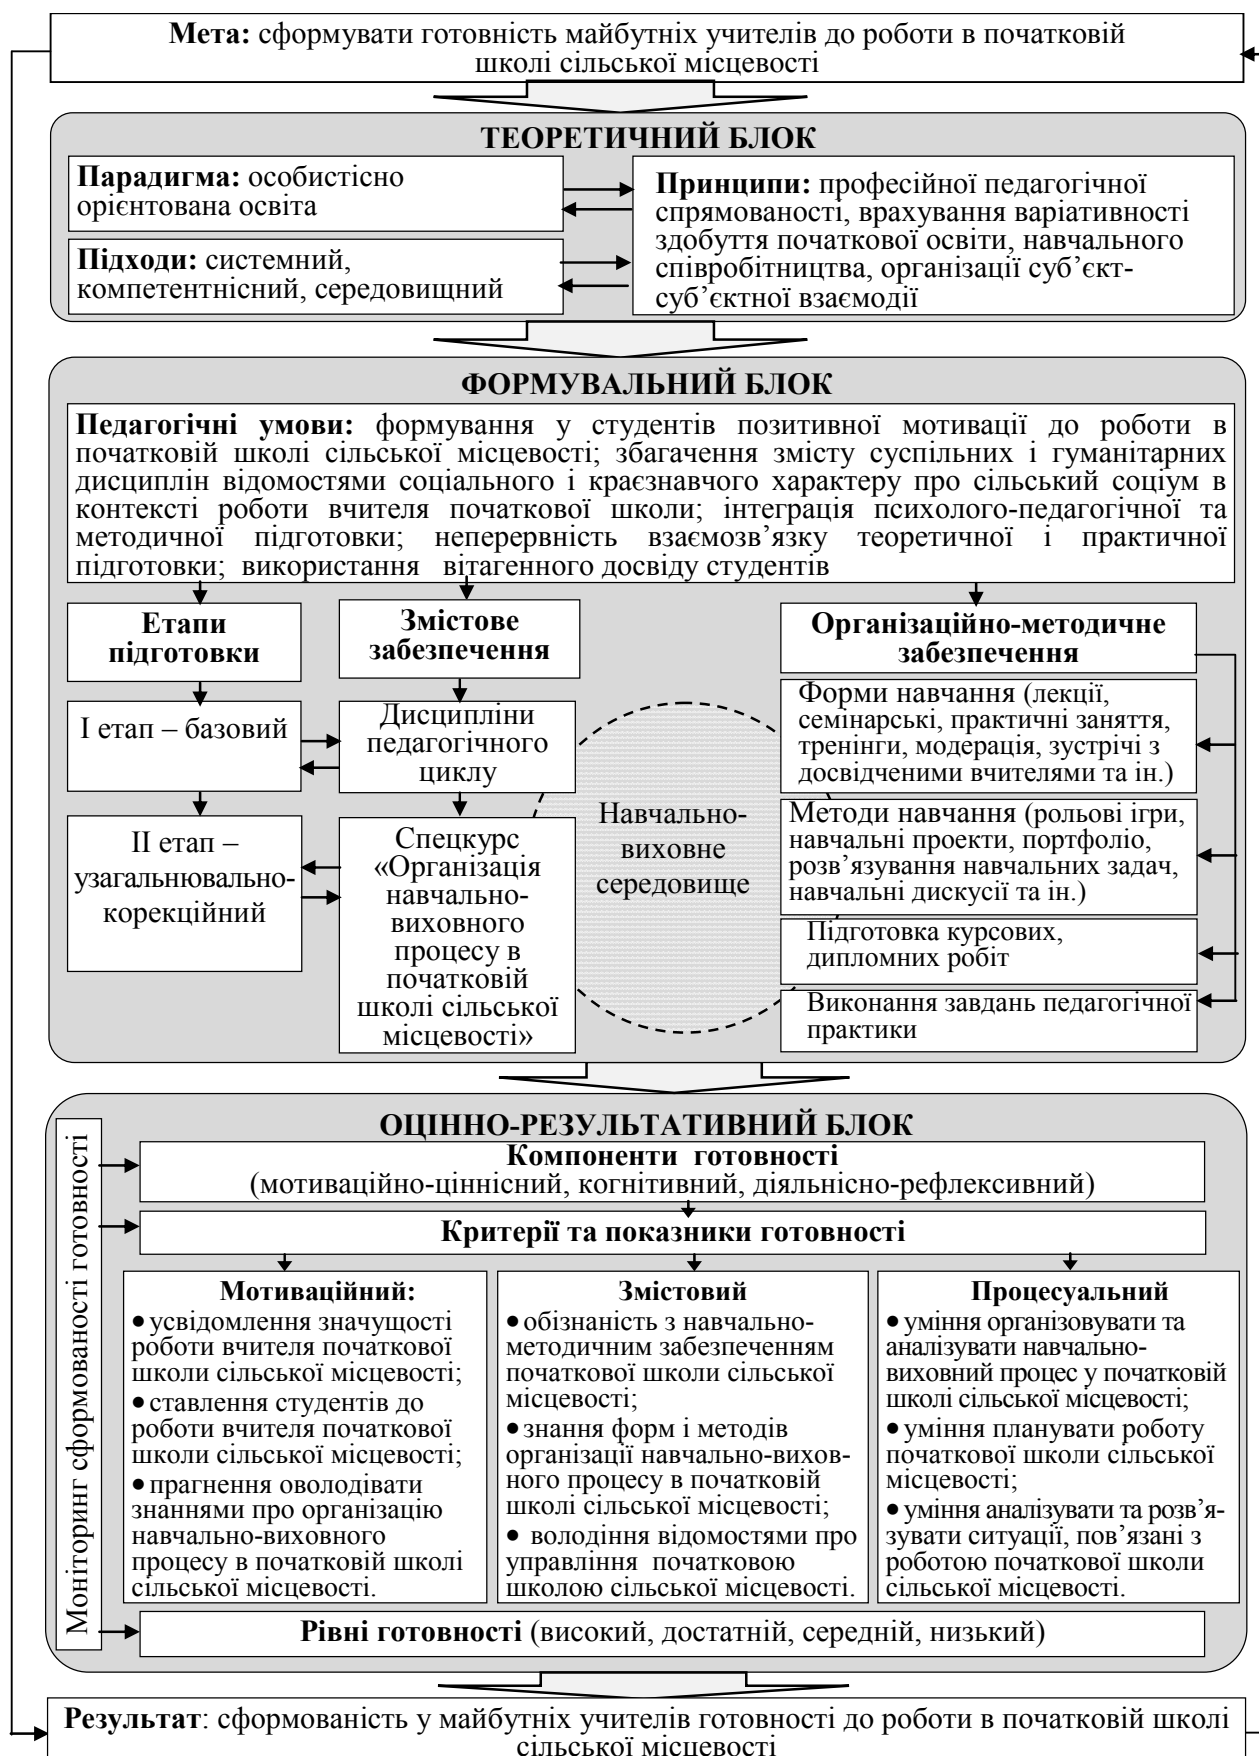 Мета: сформувати готовність майбутніх учителів до роботи в початковій
школі сільської місцевості
ТЕОРЕТИЧНИЙ БЛОК
Парадигма: особистісно
орієнтована освіта
Підходи: системний,
компетентнісний, середовищний
Принципи: професійної педагогічної
спрямованості, врахування варіативності
здобуття початкової освіти, навчального
співробітництва, організації суб’єкт-
суб’єктної взаємодії
ФОРМУВАЛЬНИЙ БЛОК
Педагогічні умови: формування у студентів позитивної мотивації до роботи в
початковій школі сільської місцевості; збагачення змісту суспільних і гуманітарних
дисциплін відомостями соціального і краєзнавчого характеру про сільський соціум в
контексті роботи вчителя початкової школи; інтеграція психолого-педагогічної та
методичної підготовки; неперервність взаємозв’язку теоретичної і практичної
підготовки; використання вітагенного досвіду студентів
Етапи
підготовки
І етап – базовий
ІІ етап –
узагальнювально-
корекційний
Змістове
забезпечення
Дисципліни
педагогічного
циклу
Спецкурс
«Організація
навчально-
виховного
процесу в
початковій
школі сільської
місцевості»
Навчально-
виховне
середовище
Організаційно-методичне
забезпечення
Форми навчання (лекції,
семінарські, практичні заняття,
тренінги, модерація, зустрічі з
досвідченими вчителями та ін.)
Методи навчання (рольові ігри,
навчальні проекти, портфоліо,
розв’язування навчальних задач,
навчальні дискусії та ін.)
Підготовка курсових,
дипломних робіт
Виконання завдань педагогічної
практики
ОЦІННО-РЕЗУЛЬТАТИВНИЙ БЛОК
Моніторинг сформованості готовності
Компоненти готовності
(мотиваційно-ціннісний, когнітивний, діяльнісно-рефлексивний)
Критерії та показники готовності
Мотиваційний:
• усвідомлення значущості
роботи вчителя початкової
школи сільської місцевості;
• ставлення студентів до
роботи вчителя початкової
школи сільської місцевості;
• прагнення оволодівати
знаннями про організацію
навчально-виховного
процесу в початковій школі
сільської місцевості.
Змістовий
• обізнаність з навчально-
методичним забезпеченням
початкової школи сільської
місцевості;
• знання форм і методів
організації навчально-вихов-
ного процесу в початковій
школі сільської місцевості;
• володіння відомостями про
управління початковою
школою сільської місцевості.
Процесуальний
• уміння організовувати та
аналізувати навчально-
виховний процес у початковій
школі сільської місцевості;
• уміння планувати роботу
початкової школи сільської
місцевості;
• уміння аналізувати та розв’я-
зувати ситуації, пов’язані з
роботою початкової школи
сільської місцевості.
Рівні готовності (високий, достатній, середній, низький)
Результат: сформованість у майбутніх учителів готовності до роботи в початковій школі
сільської місцевості